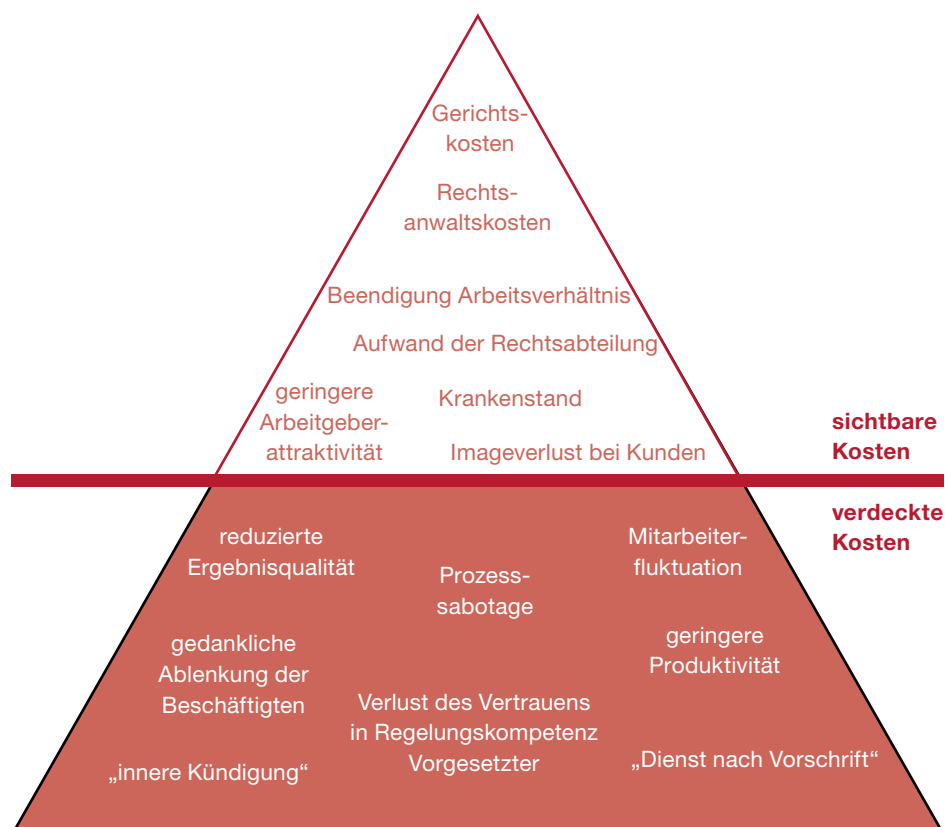 Gerichts-
kosten
Rechts-
anwaltskosten
Beendigung Arbeitsverhältnis
Aufwand der Rechtsabteilung
geringere
Arbeitgeber-
attraktivität
Krankenstand
Imageverlust bei Kunden
sichtbare
Kosten
verdeckte
Kosten
reduzierte
Ergebnisqualität
Prozess-
sabotage
Mitarbeiter-
fluktuation
gedankliche
Ablenkung der
Beschäftigten
geringere
Produktivität
Verlust des Vertrauens
in Regelungskompetenz
Vorgesetzter
„innere Kündigung“
„Dienst nach Vorschrift“